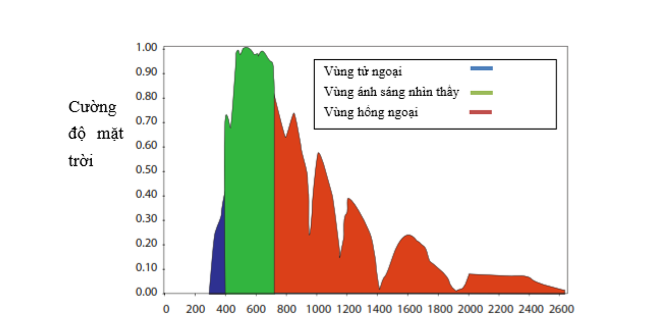 Cường
độ mặt
trời
1.00
0.90
0.80
0.70
0.60
0.50
0.40
0.30
0.20
0.10
0.00
Vùng tử ngoại
Vùng ánh sáng nhìn thấy
Vùng hồng ngoại
0 200 400 600 800 1000 1200 1400 1600 1800 2000 2200 2400 2600